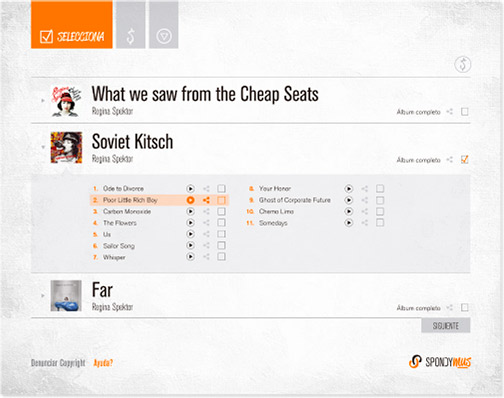 SELECCIONA
What we saw from the Cheap Seats
Regina Spektor
Álbum completo
Soviet Kitsch
Regina Spektor
Álbum completo
1. Ode to Divorce
2. Poor Little Rich Boy
3. Carbon Monoxide
4. The Flowers
5. Us
6. Sailor Song
7. Whisper
8. Your Honor
9. Ghost of Corporate Future
10. Chemo Limo
11. Somedays
Far
Regina Spektor
Álbum completo
SIGUIENTE
Denunciar Copyright Ayuda?
SPONDYMUS